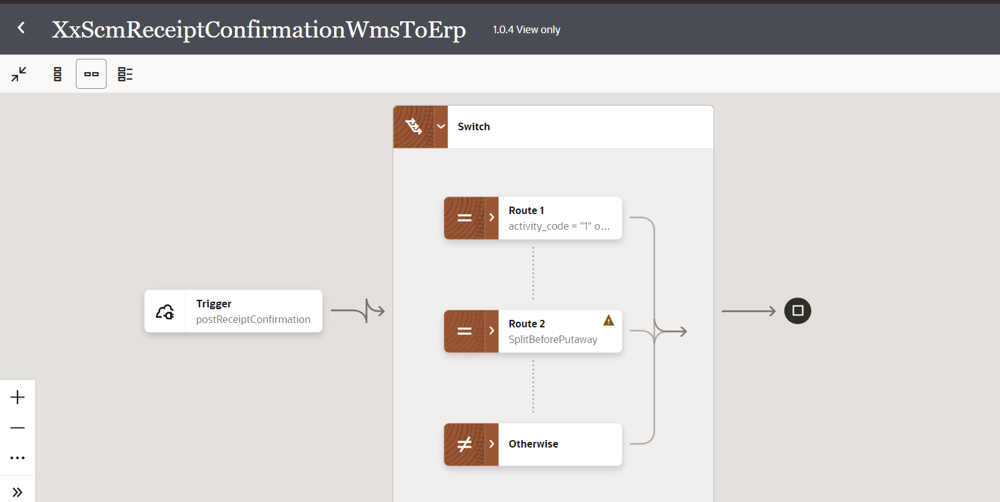 XxScmReceiptConfirmationWmsToErp
1.0.4 View only
Switch
Route 1
activity_code = "1" o...
Trigger
postReceiptConfirmation
Route 2
SplitBeforePutaway
Otherwise